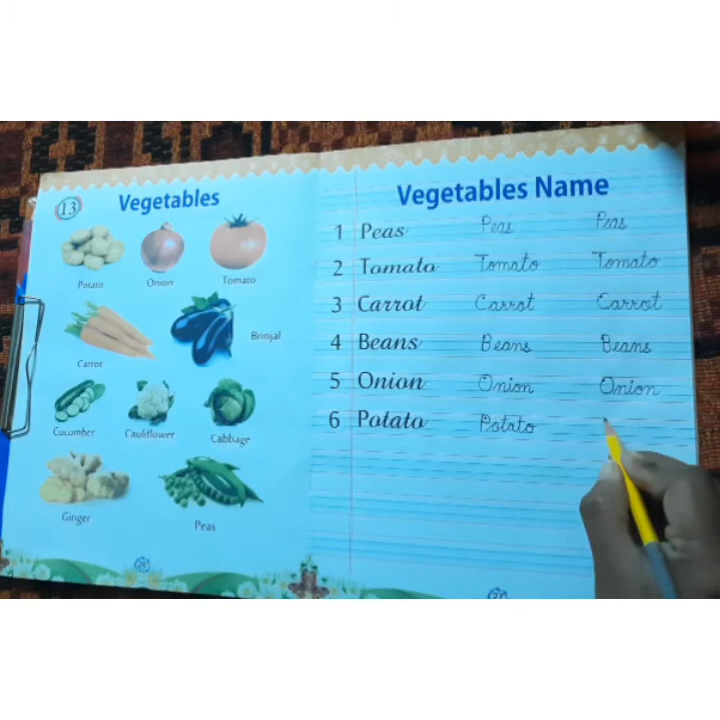 13 Vegetables
Potato Onion Tomato
Carrot Brinjal
Cucumber Cauliflower Cabbage
Ginger Peas
Vegetables Name
1 Peas Peas Peas
2 Tomato Tomato Tomato
3 Carrot Carrot Carrot
4 Beans Beans Beans
5 Onion Onion Onion
6 Potato Potato